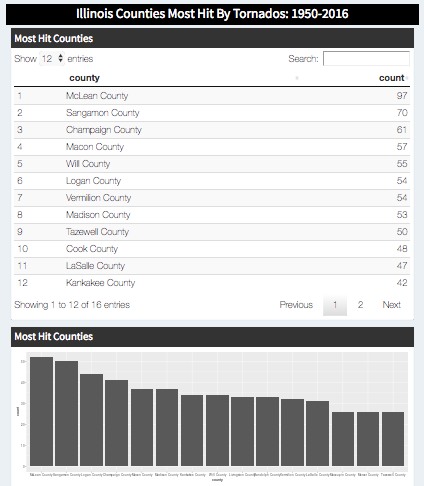 Illinois Counties Most Hit By Tornados: 1950-2016
Most Hit Counties
Show 12 entries Search:
county count
1 McLean County 97
2 Sangamon County 70
3 Champaign County 61
4 Macon County 57
5 Will County 55
6 Logan County 54
7 Vermilion County 54
8 Madison County 53
9 Tazewell County 50
10 Cook County 48
11 LaSalle County 47
12 Kankakee County 42
Showing 1 to 12 of 16 entries Previous 1 2 Next
Most Hit Counties
county